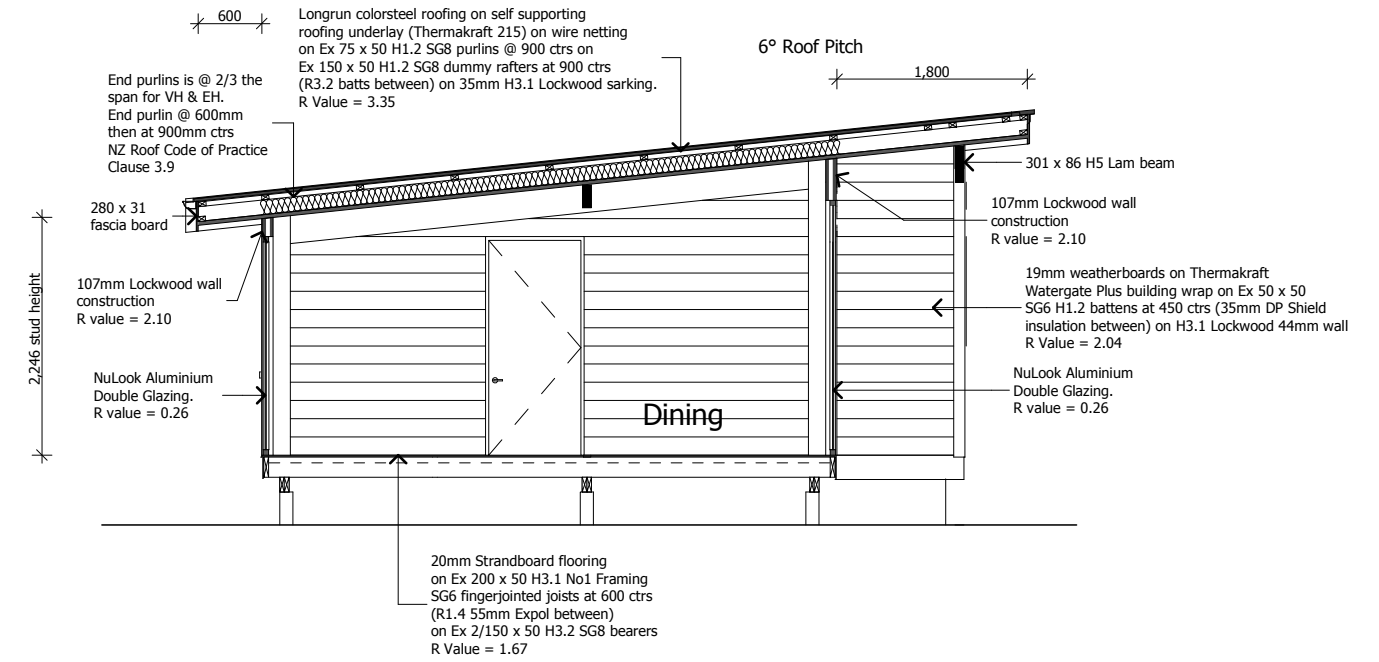 600
Longrun colorsteel roofing on self supporting
roofing underlay (Thermakraft 215) on wire netting
on Ex 75 x 50 H1.2 SG8 purlins @ 900 ctrs on
Ex 150 x 50 H1.2 SG8 dummy rafters at 900 ctrs
(R3.2 batts between) on 35mm H3.1 Lockwood sarking.
R Value = 3.35
6° Roof Pitch
1,800
End purlins is @ 2/3 the
span for VH & EH.
End purlin @ 600mm
then at 900mm ctrs
NZ Roof Code of Practice
Clause 3.9
301 x 86 H5 Lam beam
280 x 31
fascia board
107mm Lockwood wall
construction
R value = 2.10
107mm Lockwood wall
construction
R value = 2.10
19mm weatherboards on Thermakraft
Watergate Plus building wrap on Ex 50 x 50
SG6 H1.2 battens at 450 ctrs (35mm DP Shield
insulation between) on H3.1 Lockwood 44mm wall
R Value = 2.04
2,246 stud height
NuLook Aluminium
Double Glazing.
R value = 0.26
NuLook Aluminium
Double Glazing.
R value = 0.26
Dining
20mm Strandboard flooring
on Ex 200 x 50 H3.1 No1 Framing
SG6 fingerjointed joists at 600 ctrs
(R1.4 55mm Expol between)
on Ex 2/150 x 50 H3.2 SG8 bearers
R Value = 1.67